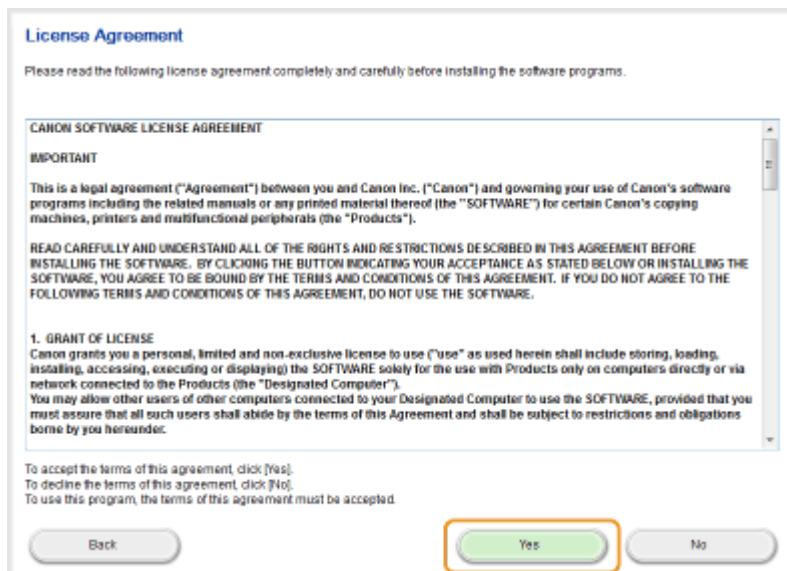 License Agreement
Please read the following license agreement completely and carefully before installing the software programs.
CANON SOFTWARE LICENSE AGREEMENT
IMPORTANT
This is a legal agreement ("Agreement") between you and Canon Inc. ("Canon") and governing your use of Canon's software
programs including the related manuals or any printed material thereof (the "SOFTWARE") for certain Canon's copying
machines, printers and multifunctional peripherals (the "Products").
READ CAREFULLY AND UNDERSTAND ALL OF THE RIGHTS AND RESTRICTIONS DESCRIBED IN THIS AGREEMENT BEFORE
INSTALLING THE SOFTWARE. BY CLICKING THE BUTTON INDICATING YOUR ACCEPTANCE AS STATED BELOW OR INSTALLING THE
SOFTWARE, YOU AGREE TO BE BOUND BY THE TERMS AND CONDITIONS OF THIS AGREEMENT. IF YOU DO NOT AGREE TO THE
FOLLOWING TERMS AND CONDITIONS OF THIS AGREEMENT, DO NOT USE THE SOFTWARE.
1. GRANT OF LICENSE
Canon grants you a personal, limited and non-exclusive license to use ("use" as used herein shall include storing, loading,
installing, accessing, executing or displaying) the SOFTWARE solely for the use with Products only on computers directly or via
network connected to the Products (the "Designated Computer").
You may allow other users of other computers connected to your Designated Computer to use the SOFTWARE, provided that you
must assure that all such users shall abide by the terms of this Agreement and shall be subject to restrictions and obligations
borne by you hereunder.
To accept the terms of this agreement, click [Yes].
To decline the terms of this agreement, click [No].
To use this program, the terms of this agreement must be accepted.
Back
Yes
No